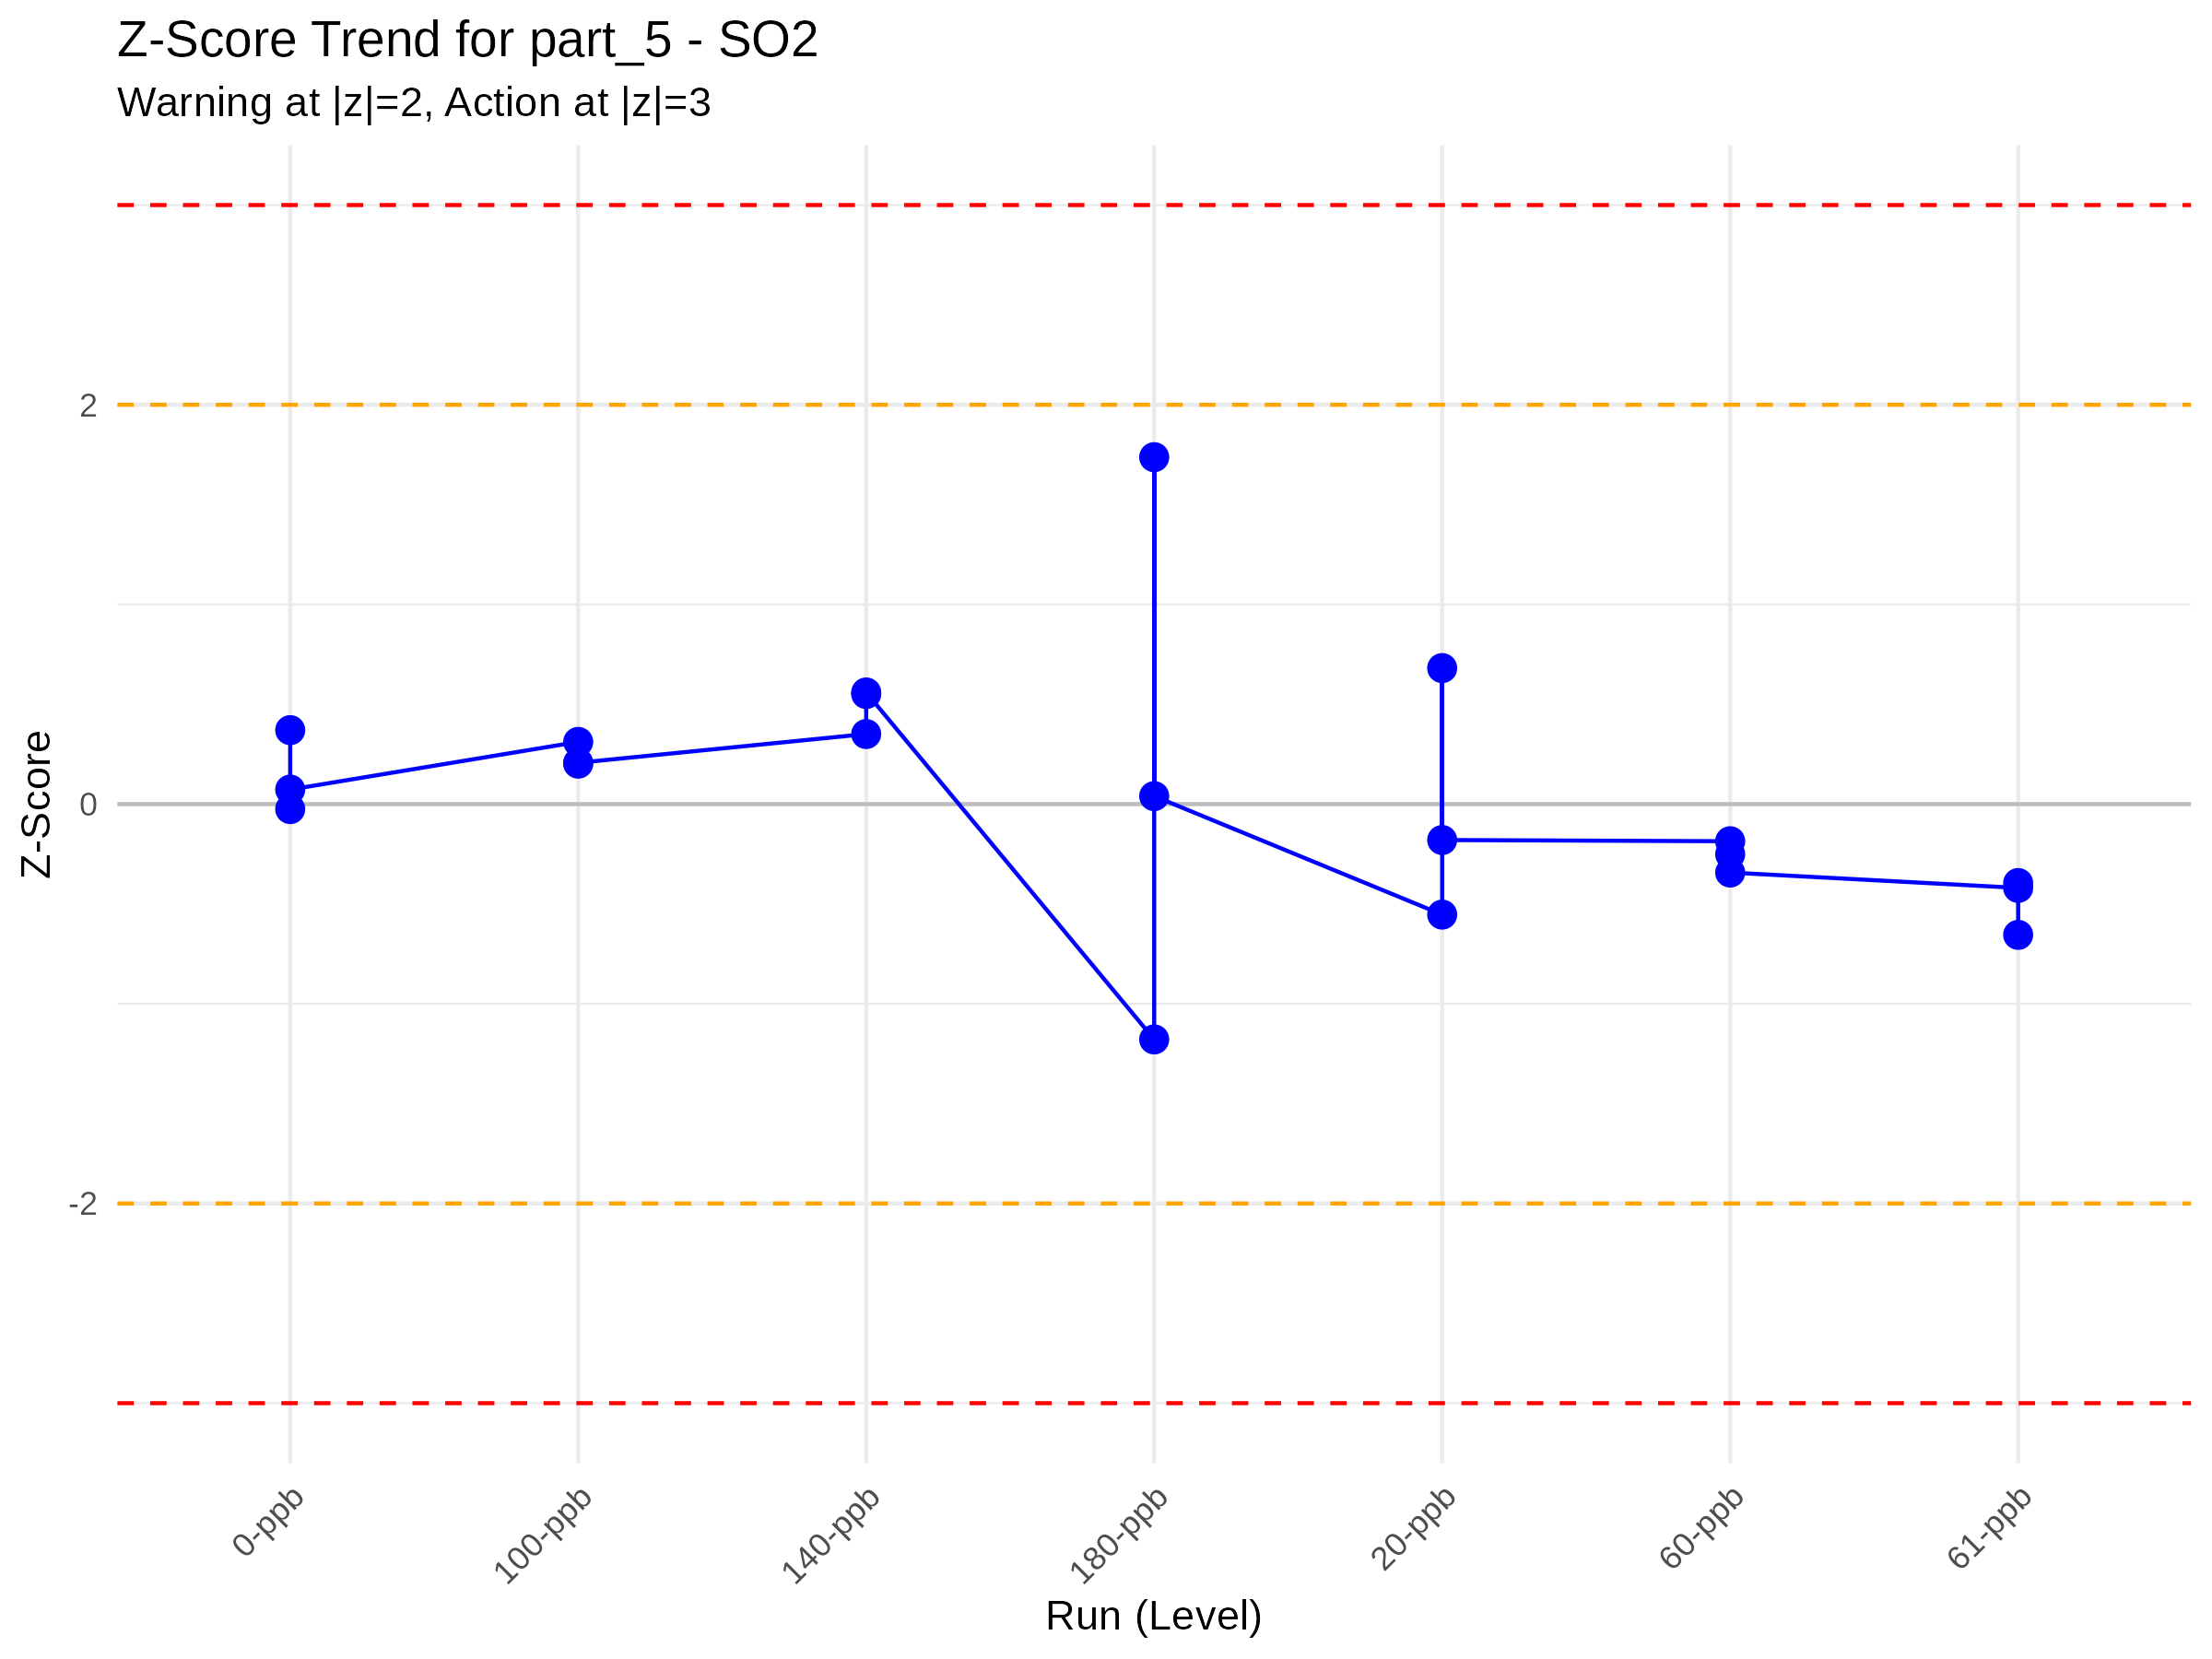 Z-Score Trend for part_5 - SO2
Warning at |z|=2, Action at |z|=3
Z-Score
2
0
-2
0-ppb
100-ppb
140-ppb
180-ppb
20-ppb
60-ppb
61-ppb
Run (Level)